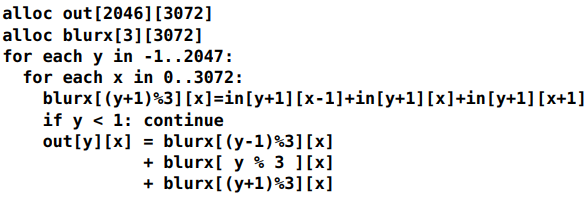 alloc out[2046][3072]
alloc blurx[3][3072]
for each y in -1..2047:
for each x in 0..3072:
blurx[(y+1)%3][x]=in[y+1][x-1]+in[y+1][x]+in[y+1][x+1]
if y < 1: continue
out[y][x] = blurx[(y-1)%3][x]
+ blurx[ y % 3 ][x]
+ blurx[(y+1)%3][x]